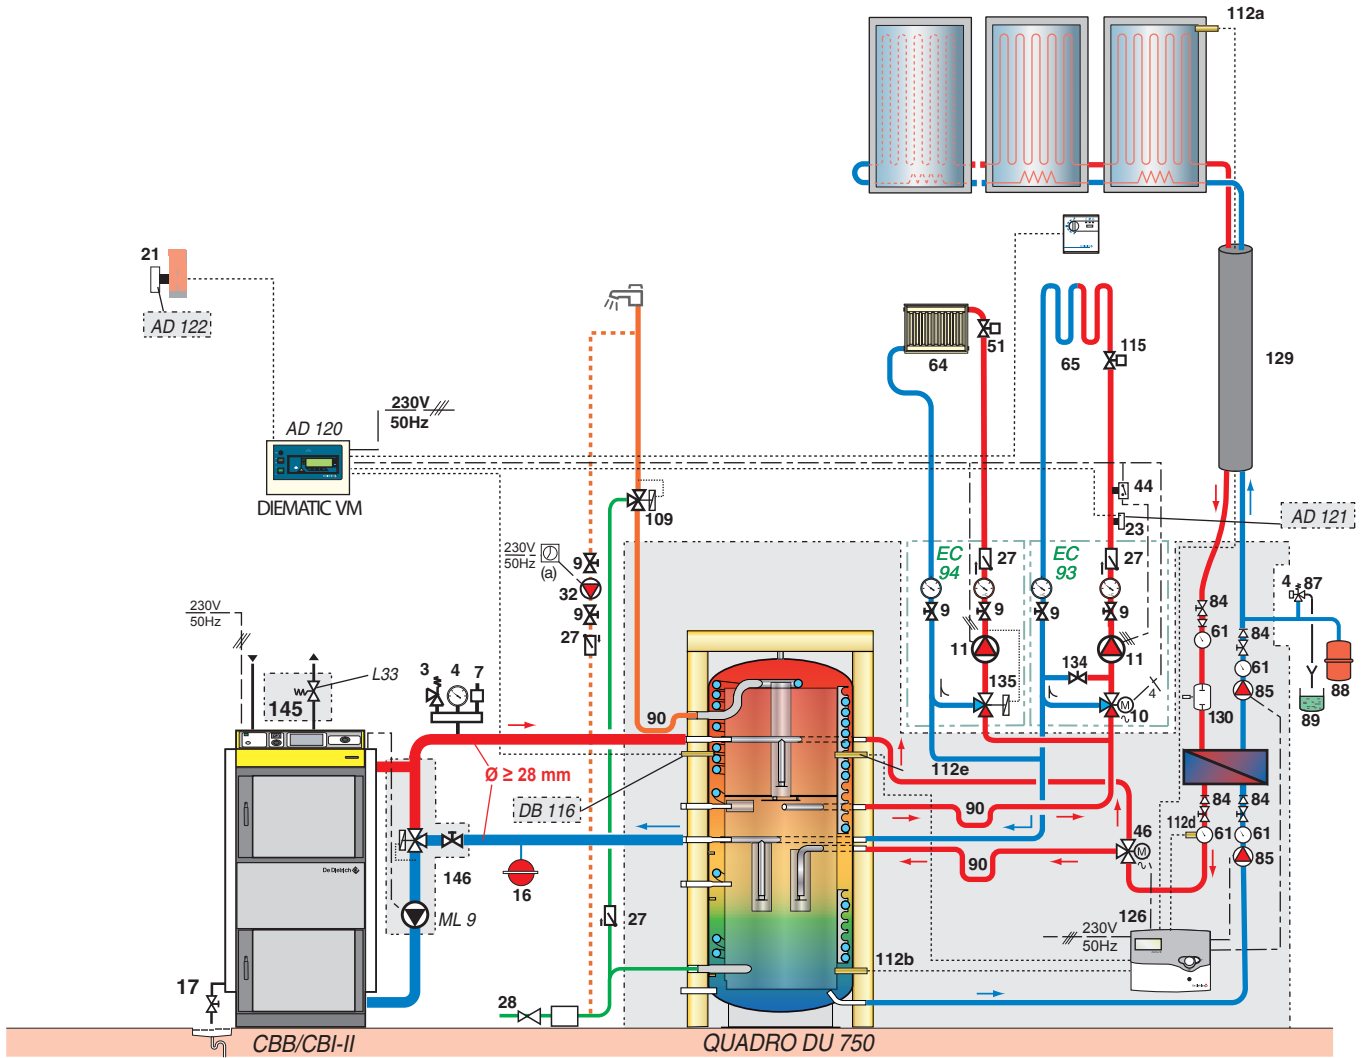 112a
21
AD 122
51
64
65
115
129
230V
50Hz
AD 120
DIEMATIC VM
44
23
AD 121
109
230V
50Hz
(a)
9
32
9
27
EC
94
27
EC
93
27
9
9
9
9
11
11
134
135
M
4
10
4
87
84
61
84
61
85
130
88
89
230V
50Hz
L33
145
3
4
7
90
Ø ≥ 28 mm
DB 116
112e
90
90
84
84
112d
61
61
85
46
M
De Dietrich
146
16
ML 9
27
126
230V
50Hz
112b
17
28
CBB/CBI-II
QUADRO DU 750